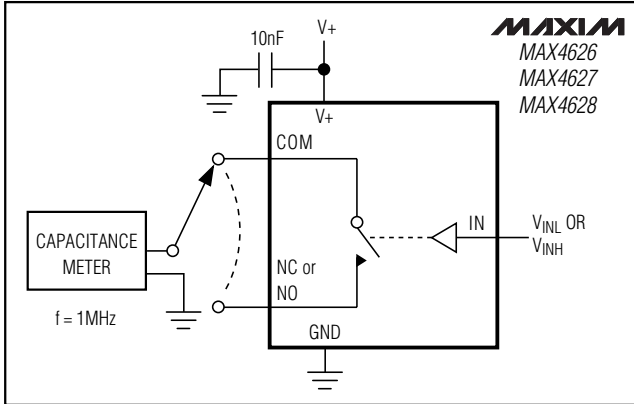 MAXIM
MAX4626
MAX4627
MAX4628
10nF
V+
V+
COM
IN
VINL OR
VINH
CAPACITANCE
METER
NC or
NO
f = 1MHz
GND